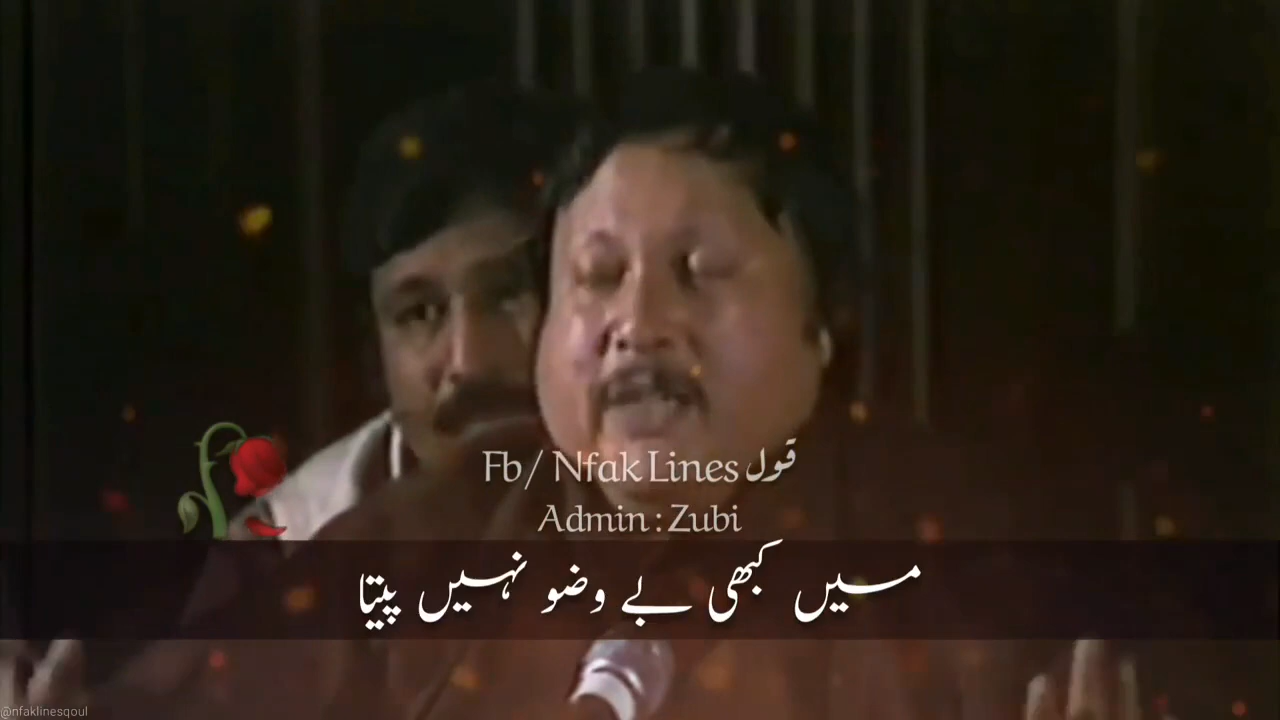 Fb/ Nfak Lines قول
Admin : Zubi
میں کبھی بے وضو نہیں پیتا
@nfaklinesqoul